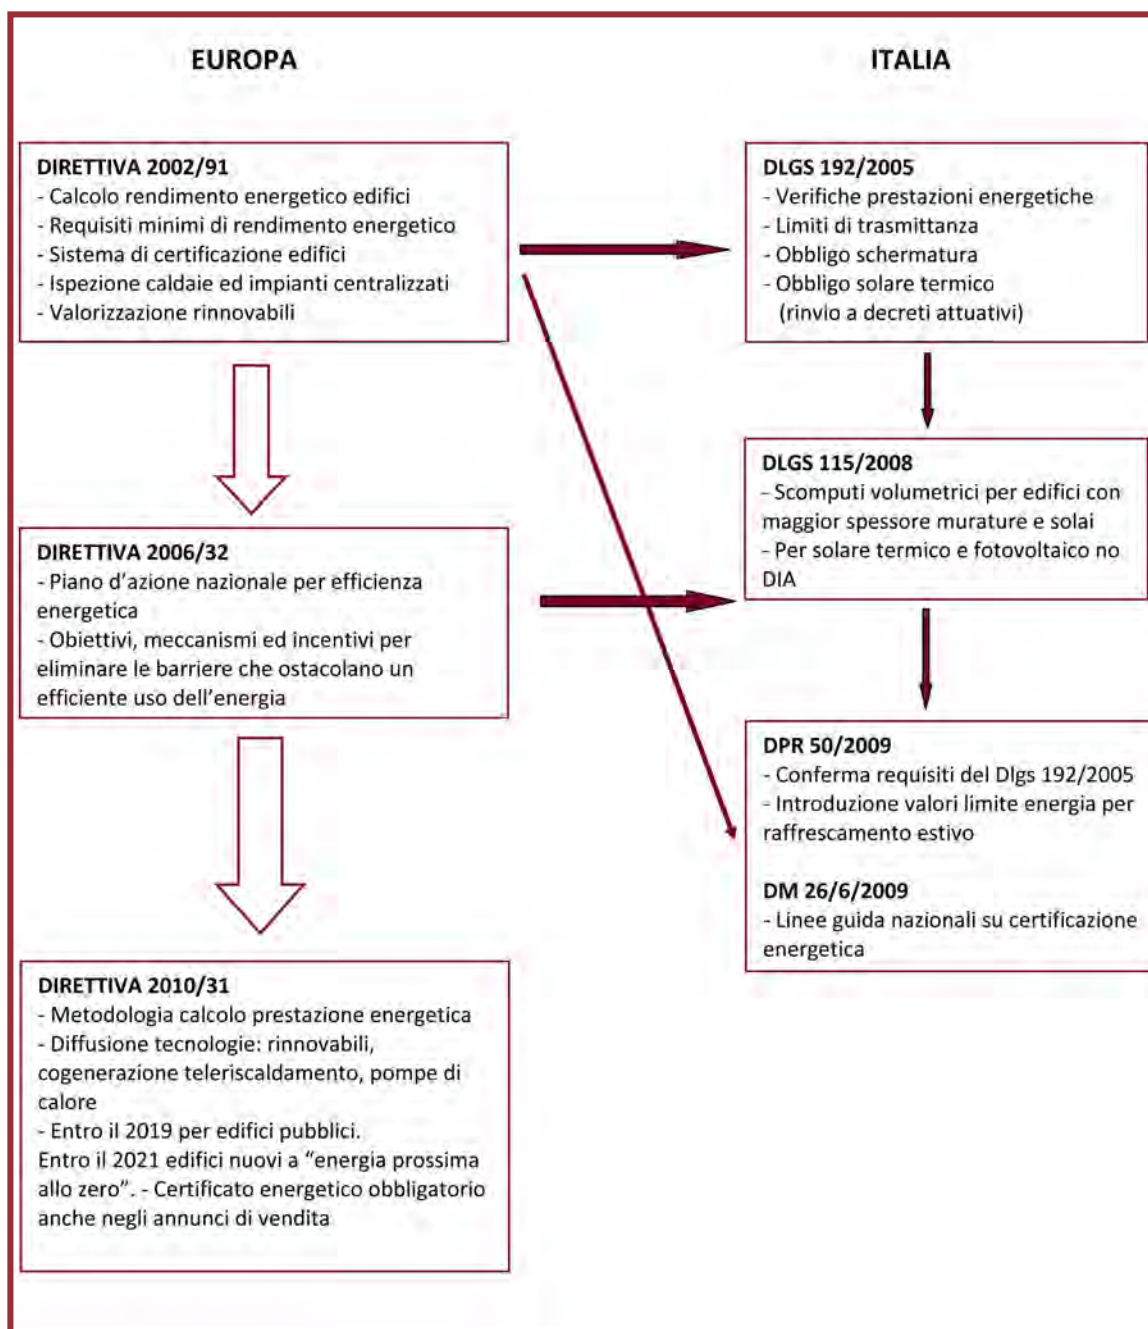 EUROPA
ITALIA
DIRETTIVA 2002/91
- Calcolo rendimento energetico edifici
- Requisiti minimi di rendimento energetico
- Sistema di certificazione edifici
- Ispezione caldaie ed impianti centralizzati
- Valorizzazione rinnovabili
DLGS 192/2005
- Verifiche prestazioni energetiche
- Limiti di trasmittanza
- Obbligo schermatura
- Obbligo solare termico
(rinvio a decreti attuativi)
DIRETTIVA 2006/32
- Piano d'azione nazionale per efficienza
energetica
- Obiettivi, meccanismi ed incentivi per
eliminare le barriere che ostacolano un
efficiente uso dell'energia
DLGS 115/2008
- Scomputi volumetrici per edifici con
maggior spessore murature e solai
- Per solare termico e fotovoltaico no
DIA
DPR 50/2009
- Conferma requisiti del Dlgs 192/2005
- Introduzione valori limite energia per
raffrescamento estivo
DM 26/6/2009
- Linee guida nazionali su certificazione
energetica
DIRETTIVA 2010/31
- Metodologia calcolo prestazione energetica
- Diffusione tecnologie: rinnovabili,
cogenerazione teleriscaldamento, pompe di
calore
- Entro il 2019 per edifici pubblici.
Entro il 2021 edifici nuovi a "energia prossima
allo zero". - Certificato energetico obbligatorio
anche negli annunci di vendita